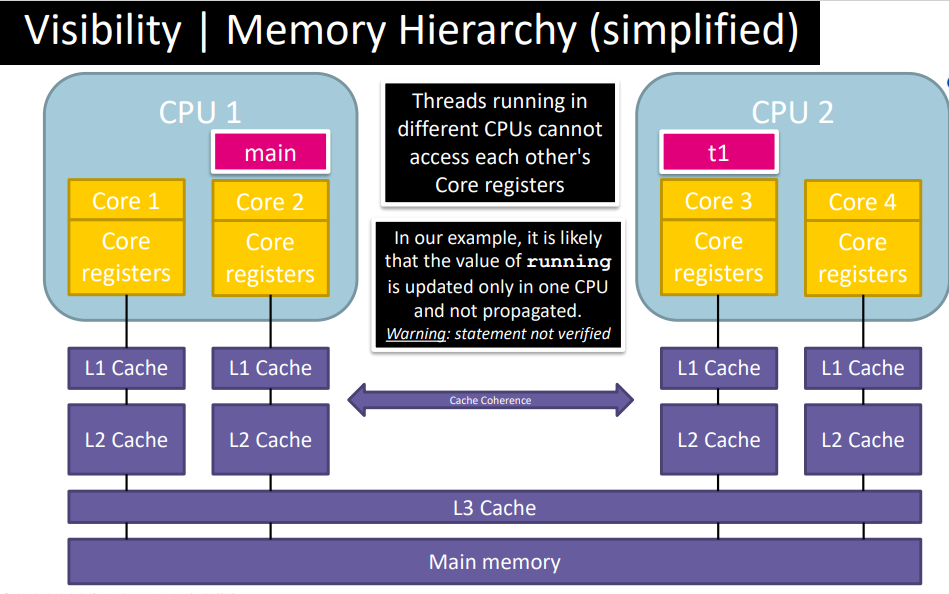 Visibility | Memory Hierarchy (simplified)
CPU 1
main
Core 1
Core
registers
Core 2
Core
registers
Threads running in
different CPUs cannot
access each other's
Core registers
In our example, it is likely
that the value of running
is updated only in one CPU
and not propagated.
Warning: statement not verified
CPU 2
t1
Core 3
Core
registers
Core 4
Core
registers
L1 Cache
L1 Cache
L1 Cache
L1 Cache
Cache Coherence
L2 Cache
L2 Cache
L2 Cache
L2 Cache
L3 Cache
Main memory